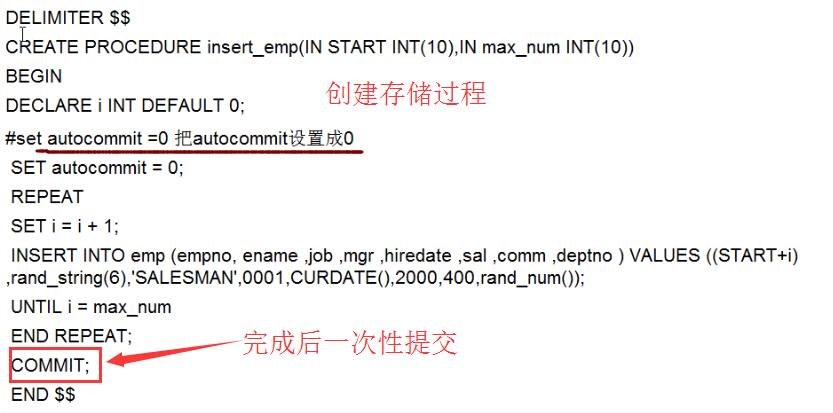 DELIMITER $$
CREATE PROCEDURE insert_emp(IN START INT(10),IN max_num INT(10))
BEGIN
DECLARE i INT DEFAULT 0;
创建存储过程
#set autocommit =0 把autocommit设置成0
SET autocommit = 0;
REPEAT
SET i = i + 1;
INSERT INTO emp (empno, ename ,job ,mgr ,hiredate ,sal ,comm ,deptno ) VALUES ((START+i)
,rand_string(6),'SALESMAN',0001,CURDATE(),2000,400,rand_num());
UNTIL i = max_num
END REPEAT;
完成后一次性提交
COMMIT;
END $$